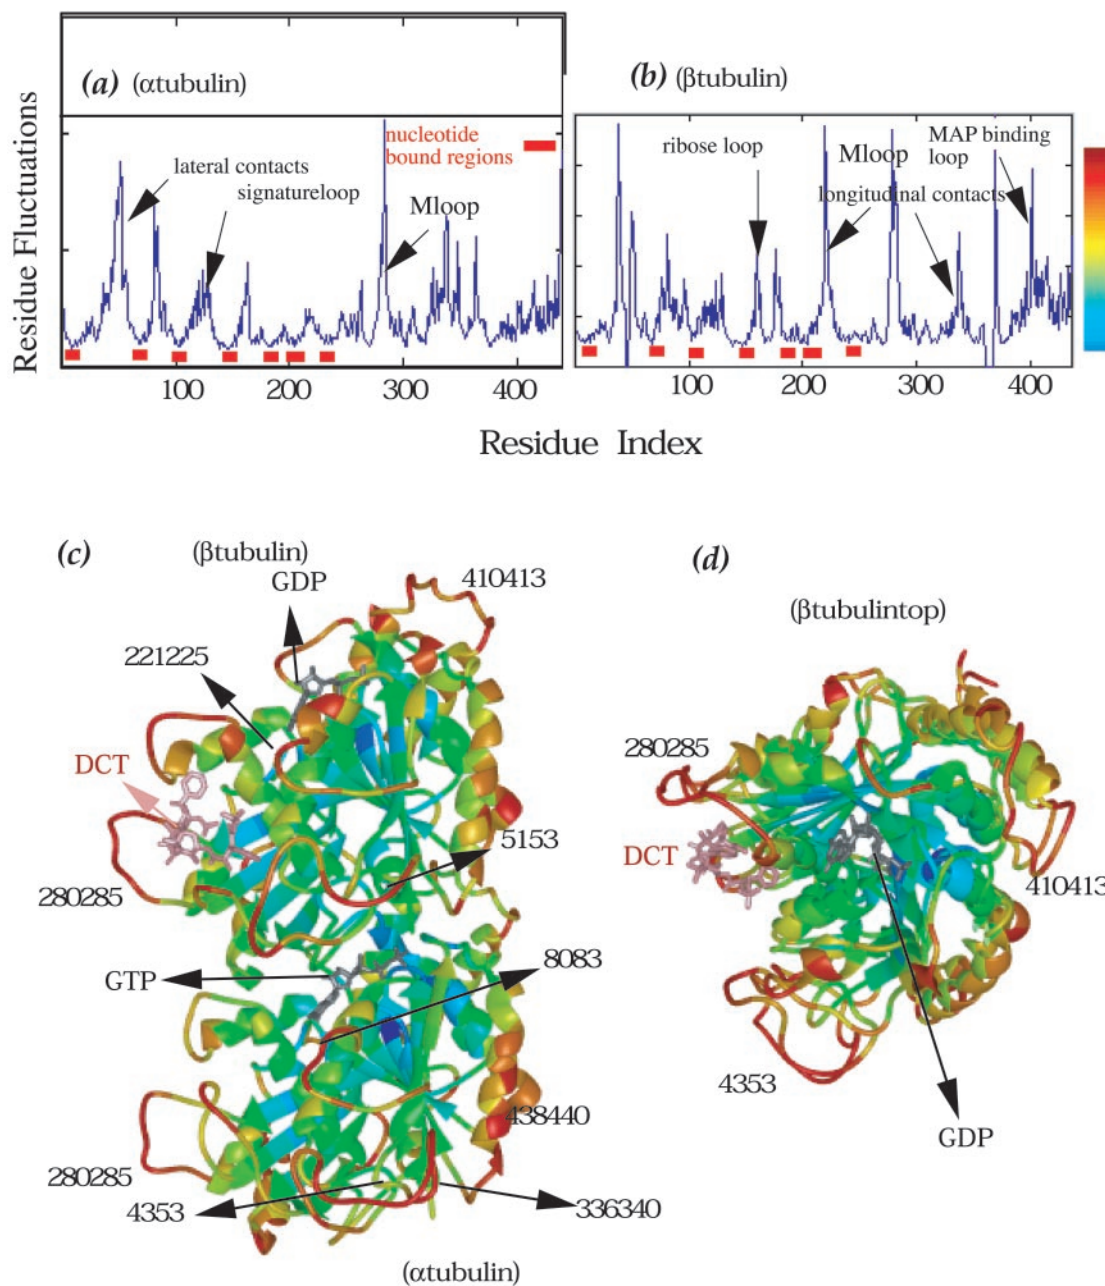 (a) (αtubulin)
(b) (βtubulin)
Residue Fluctuations
nucleotide
bound regions
lateral contacts
signatureloop
Mloop
ribose loop
Mloop
longitudinal contacts
MAP binding
loop
100 200 300 400
100 200 300 400
Residue Index
(c)
(βtubulin)
GDP
410413
221225
DCT
5153
280285
GTP
8083
438440
280285
4353
336340
(αtubulin)
(d)
(βtubulintop)
280285
DCT
410413
4353
GDP